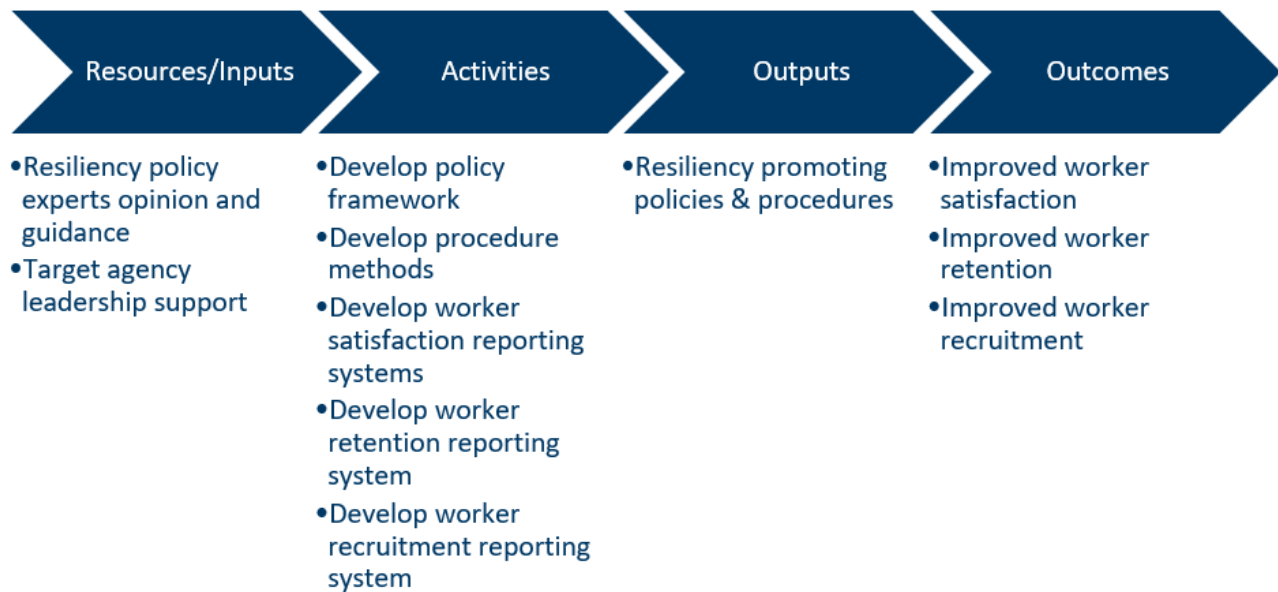 Resources/Inputs
•Resiliency policy
experts opinion and
guidance
•Target agency
leadership support
Activities
•Develop policy
framework
•Develop procedure
methods
•Develop worker
satisfaction reporting
systems
•Develop worker
retention reporting
system
•Develop worker
recruitment reporting
system
Outputs
•Resiliency promoting
policies & procedures
Outcomes
•Improved worker
satisfaction
•Improved worker
retention
•Improved worker
recruitment